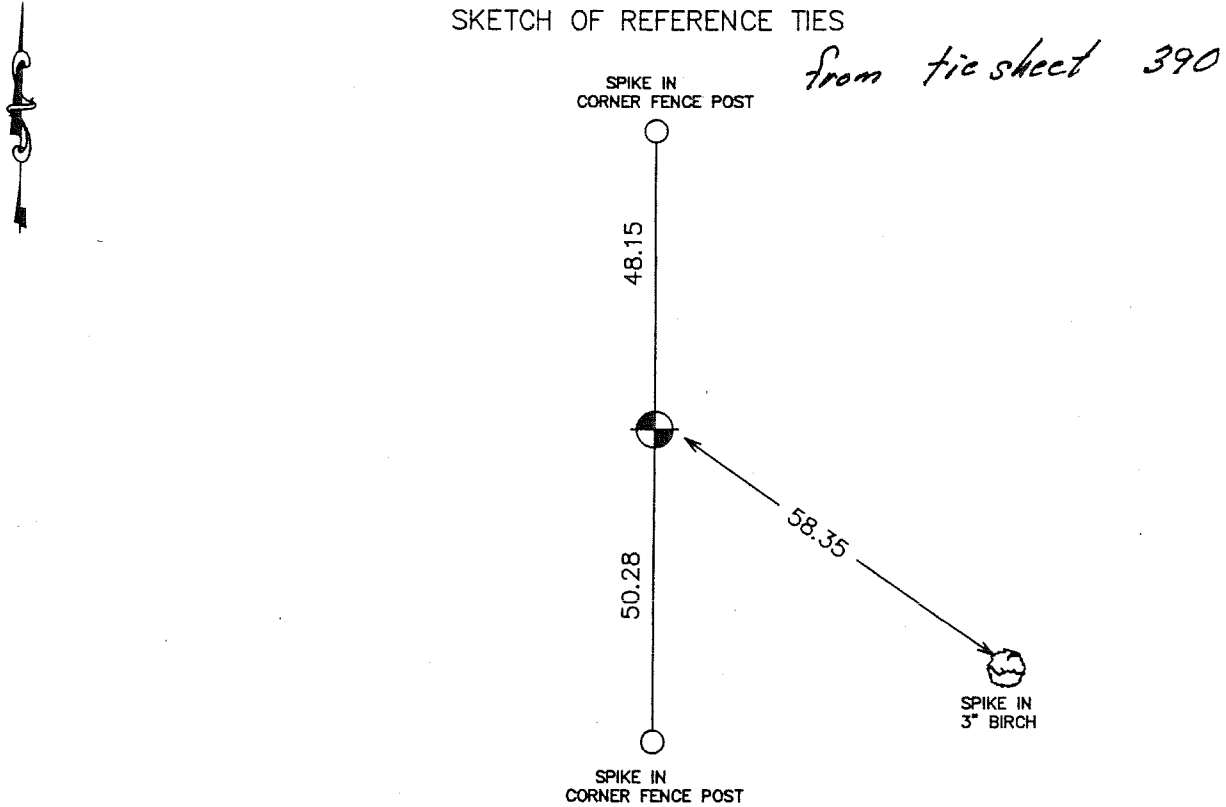 SKETCH OF REFERENCE TIES
from tie sheet 390
SPIKE IN
CORNER FENCE POST
48.15
58.35
50.28
SPIKE IN
3" BIRCH
SPIKE IN
CORNER FENCE POST